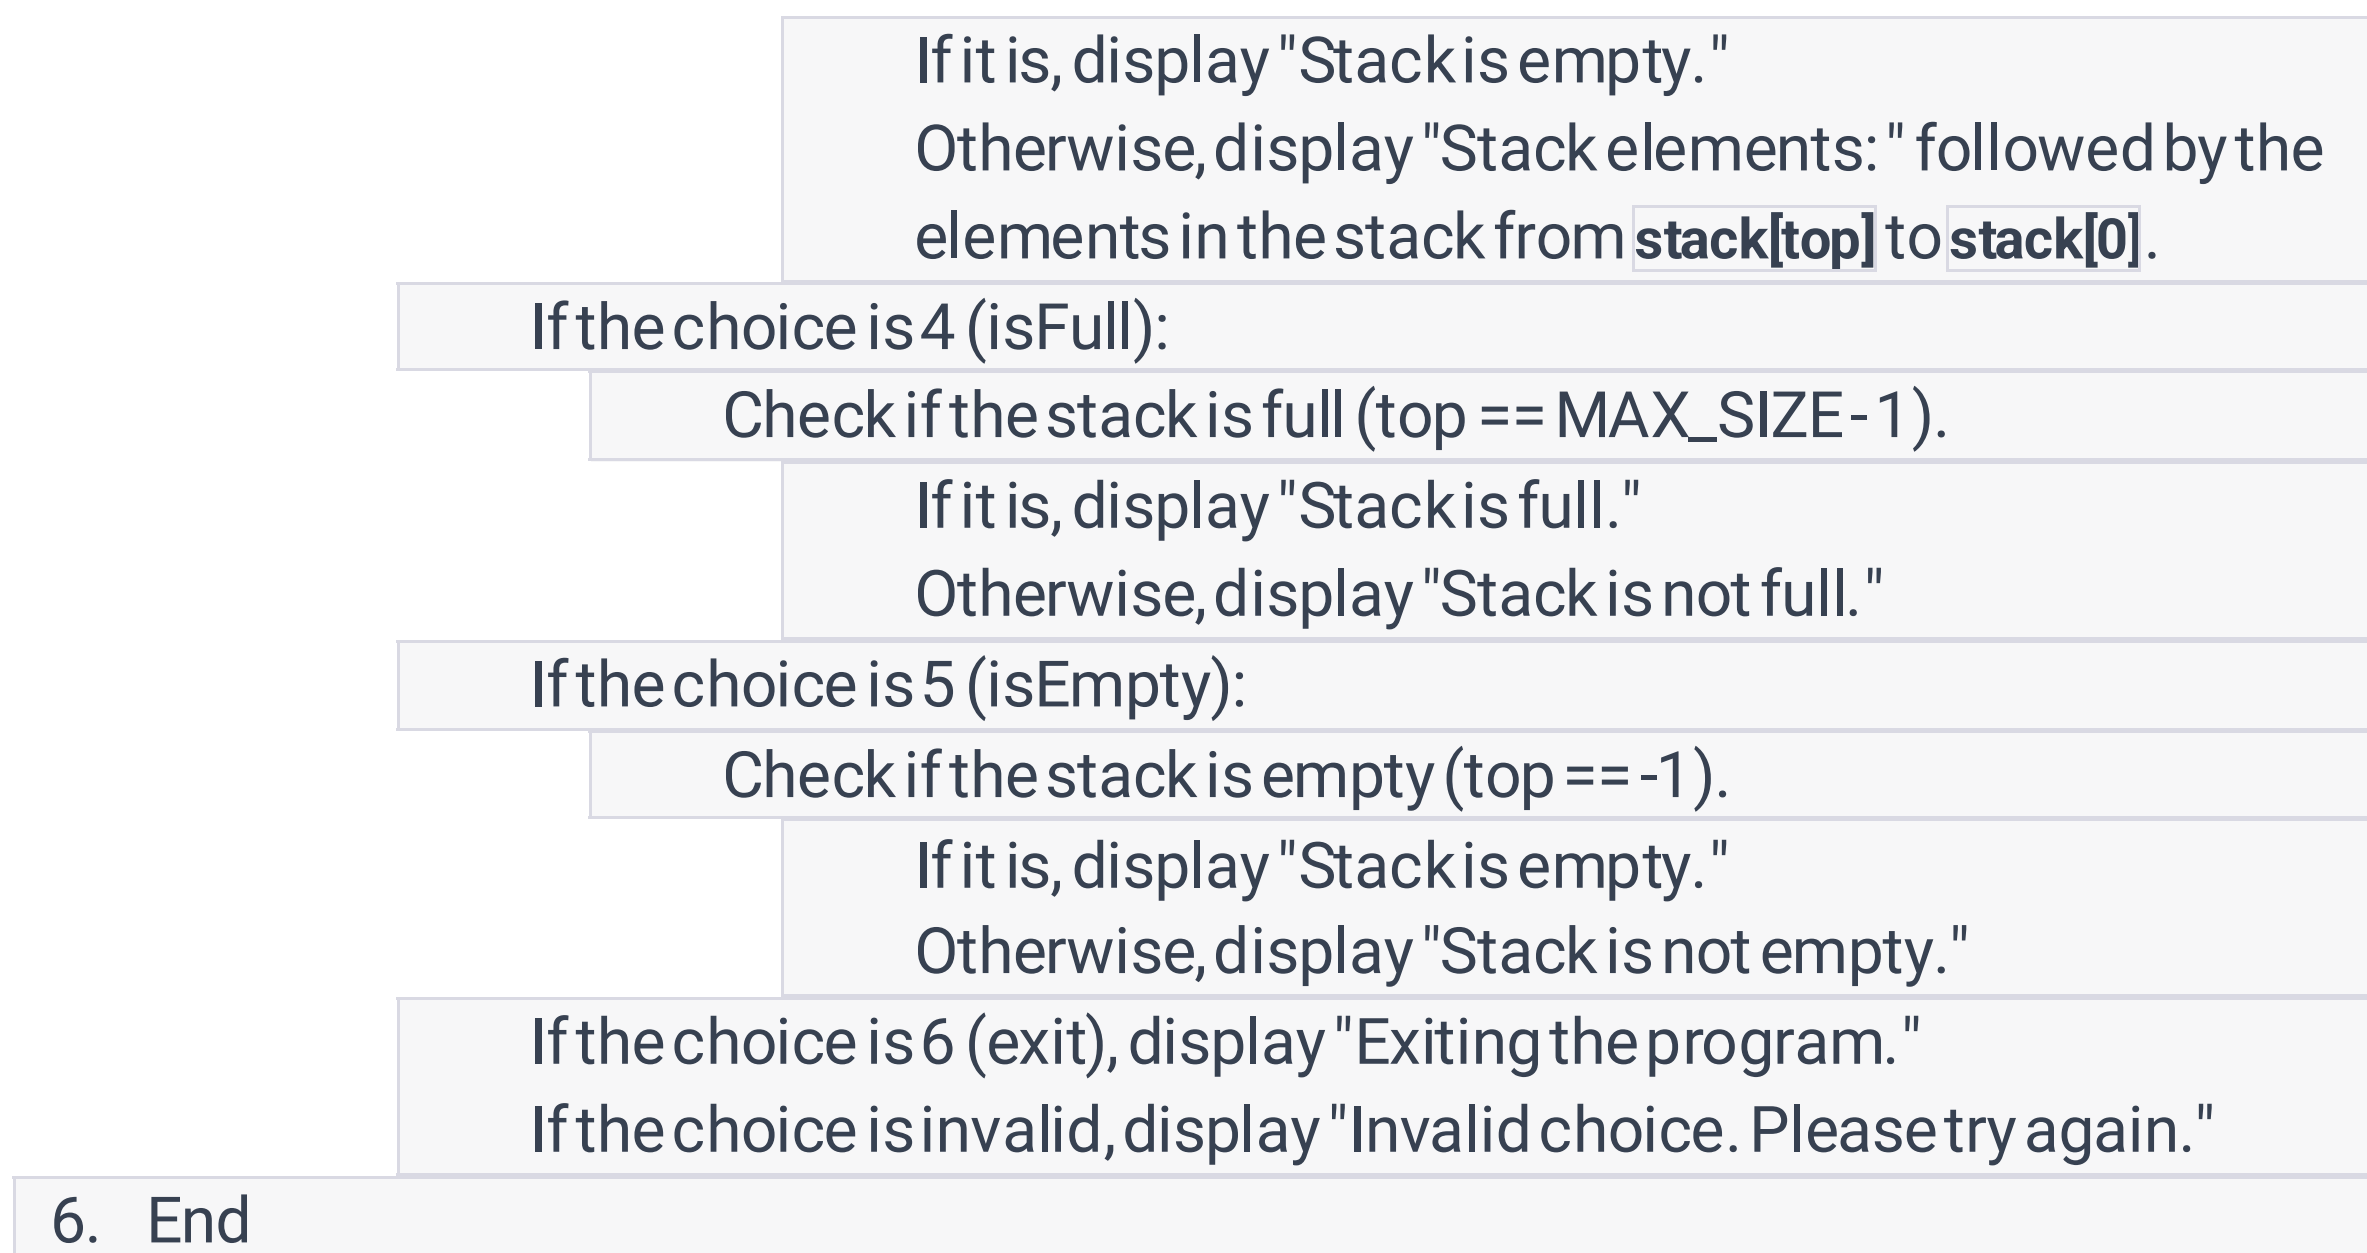 If it is, display "Stack is empty."
Otherwise, display "Stack elements: " followed by the
elements in the stack from stack[top] to stack[0].
If the choice is 4 (isFull):
Check if the stack is full (top == MAX_SIZE - 1).
If it is, display "Stack is full."
Otherwise, display "Stack is not full."
If the choice is 5 (isEmpty):
Check if the stack is empty (top == -1).
If it is, display "Stack is empty."
Otherwise, display "Stack is not empty."
If the choice is 6 (exit), display "Exiting the program."
If the choice is invalid, display "Invalid choice. Please try again."
6. End